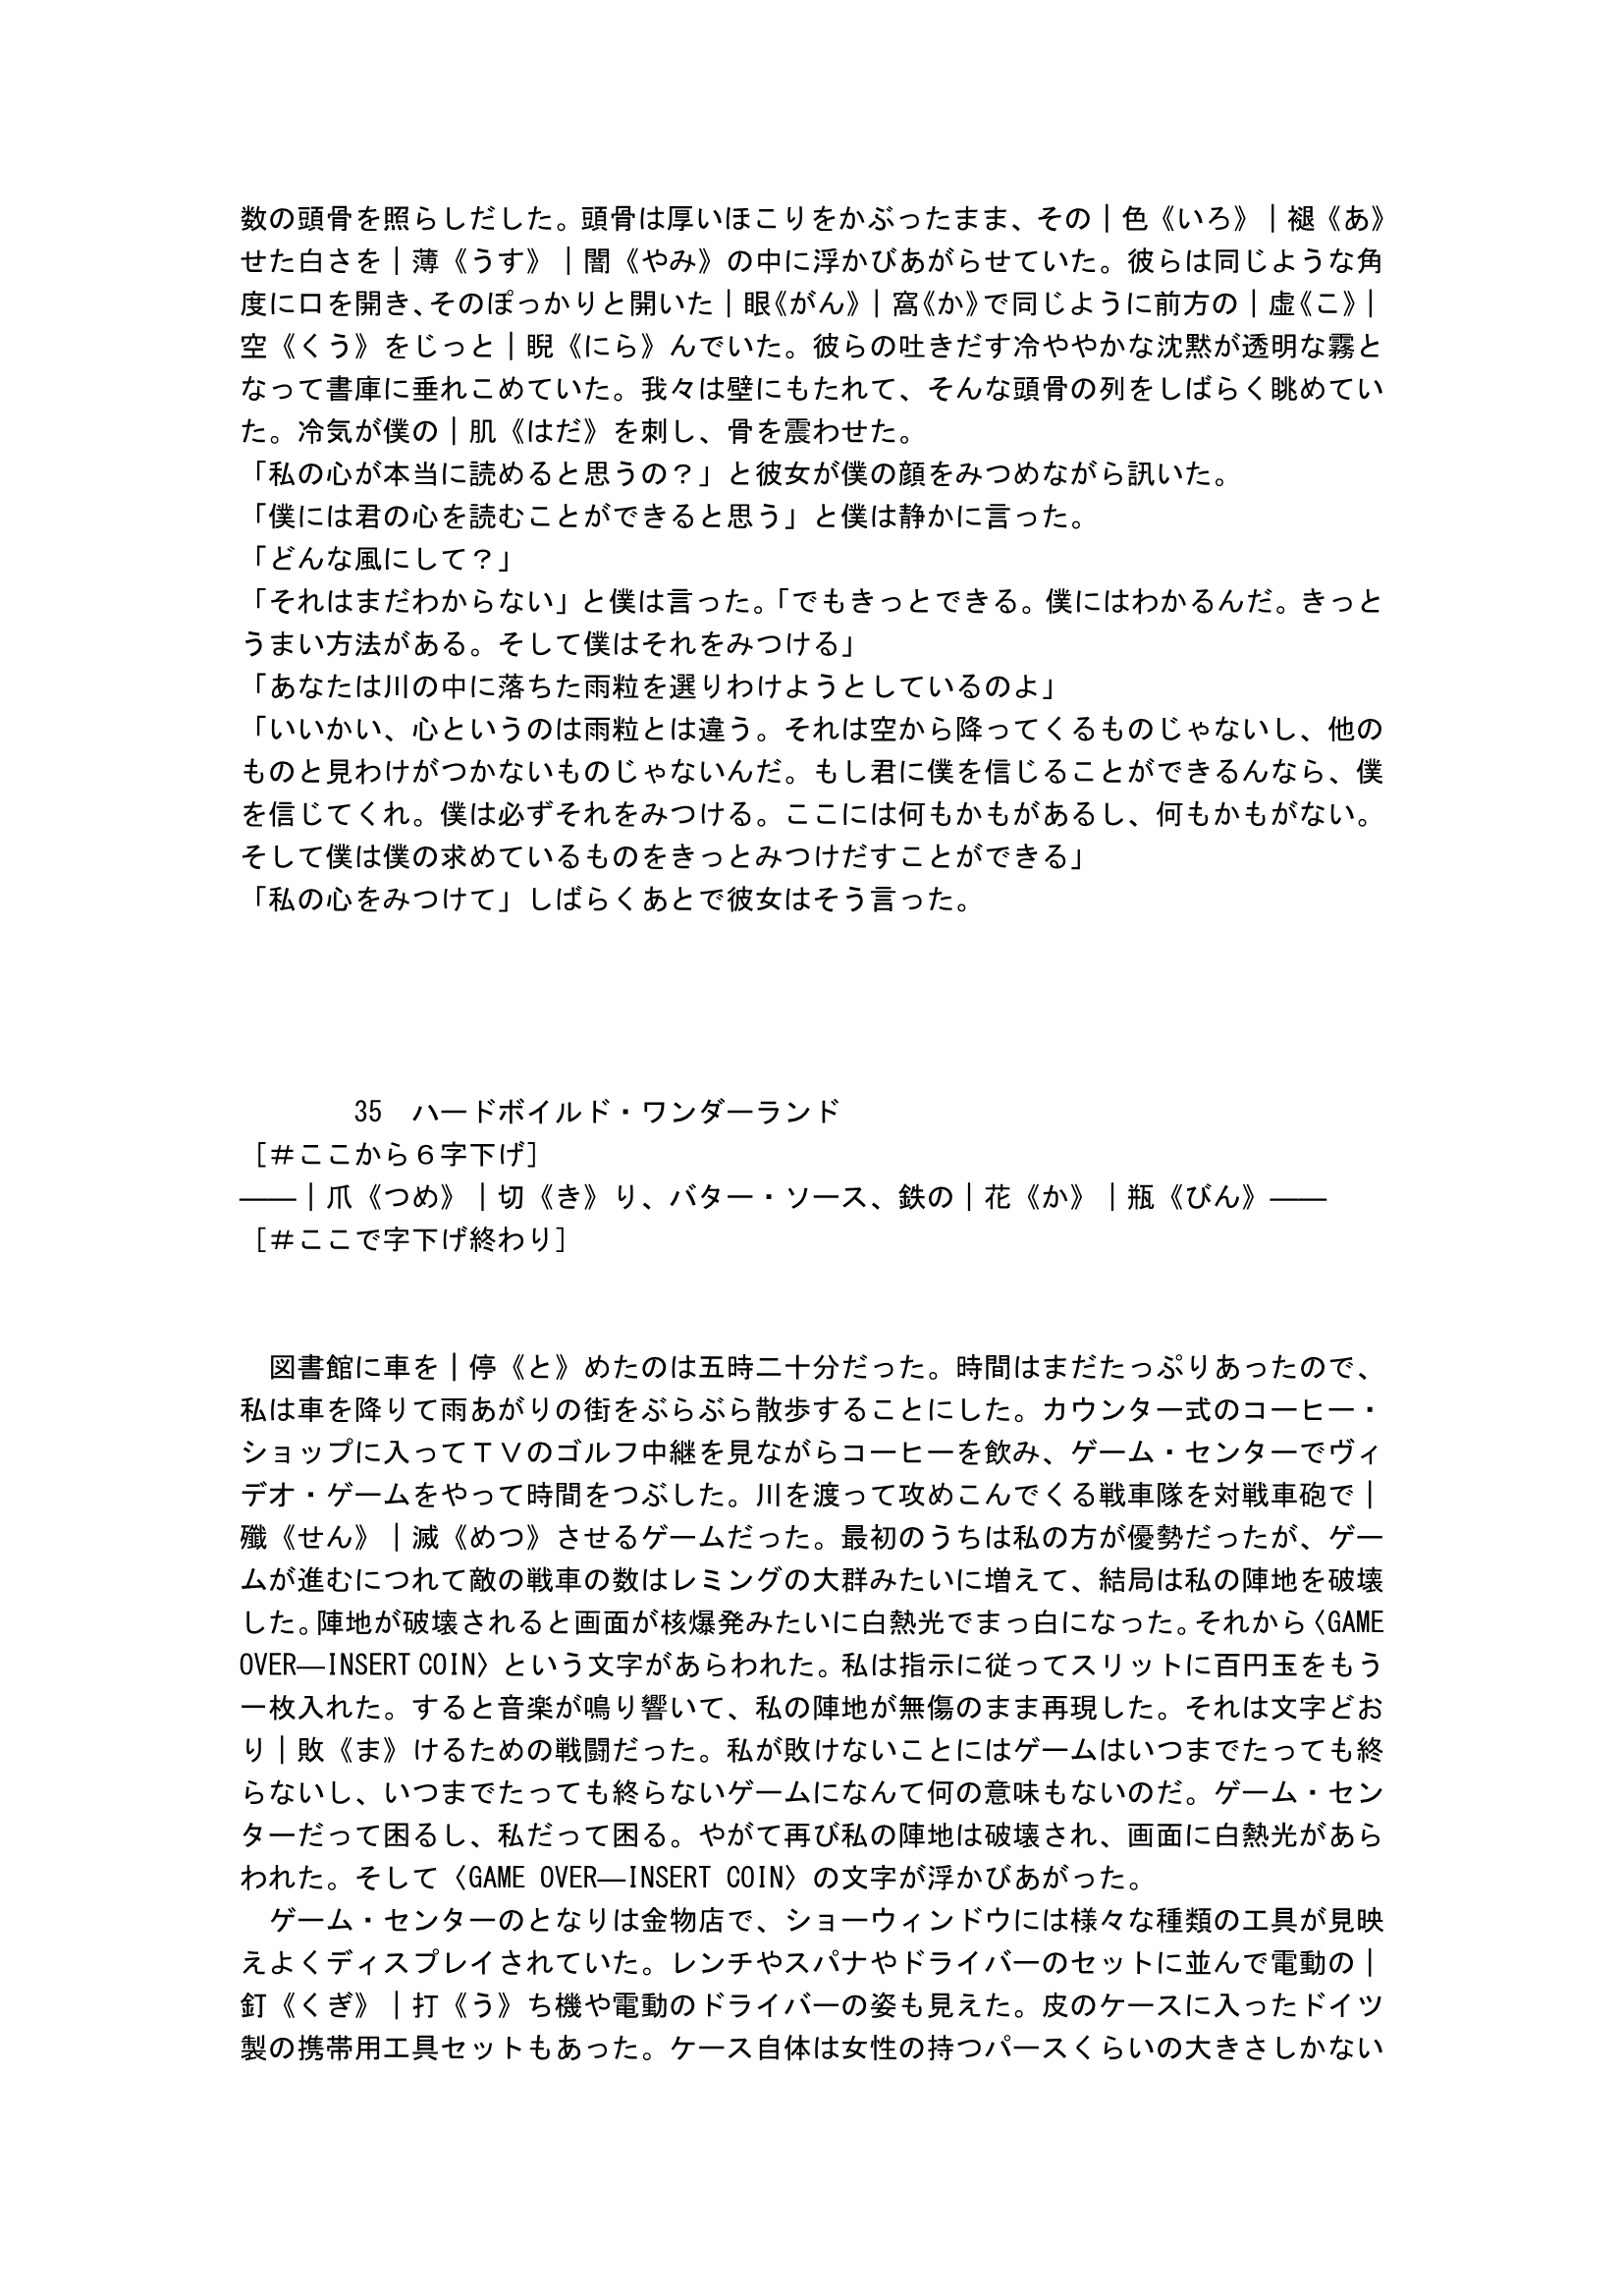 数の頭骨を照らしだした。頭骨は厚いほこりをかぶったまま、その｜色《いろ》｜褪《あ》
せた白さを｜薄《うす》｜闇《やみ》の中に浮かびあがらせていた。彼らは同じような角
度に口を開き、そのぽっかりと開いた｜眼《がん》｜窩《か》で同じように前方の｜虚《こ》｜
空《くう》をじっと｜睨《にら》んでいた。彼らの吐きだす冷ややかな沈黙が透明な霧と
なって書庫に垂れこめていた。我々は壁にもたれて、そんな頭骨の列をしばらく眺めてい
た。冷気が僕の｜肌《はだ》を刺し、骨を震わせた。
「私の心が本当に読めると思うの？」と彼女が僕の顔をみつめながら訊いた。
「僕には君の心を読むことができると思う」と僕は静かに言った。
「どんな風にして？」
「それはまだわからない」と僕は言った。「でもきっとできる。僕にはわかるんだ。きっと
うまい方法がある。そして僕はそれをみつける」
「あなたは川の中に落ちた雨粒を選りわけようとしているのよ」
「いいかい、心というのは雨粒とは違う。それは空から降ってくるものじゃないし、他の
ものと見わけがつかないものじゃないんだ。もし君に僕を信じることができるんなら、僕
を信じてくれ。僕は必ずそれをみつける。ここには何もかもがあるし、何もかもがない。
そして僕は僕の求めているものをきっとみつけだすことができる」
「私の心をみつけて」しばらくあとで彼女はそう言った。
35　ハードボイルド・ワンダーランド
［＃ここから６字下げ］
――｜爪《つめ》｜切《き》り、バター・ソース、鉄の｜花《か》｜瓶《びん》――
［＃ここで字下げ終わり］
　図書館に車を｜停《と》めたのは五時二十分だった。時間はまだたっぷりあったので、
私は車を降りて雨あがりの街をぶらぶら散歩することにした。カウンター式のコーヒー・
ショップに入ってＴＶのゴルフ中継を見ながらコーヒーを飲み、ゲーム・センターでヴィ
デオ・ゲームをやって時間をつぶした。川を渡って攻めこんでくる戦車隊を対戦車砲で｜
殲《せん》｜滅《めつ》させるゲームだった。最初のうちは私の方が優勢だったが、ゲー
ムが進むにつれて敵の戦車の数はレミングの大群みたいに増えて、結局は私の陣地を破壊
した。陣地が破壊されると画面が核爆発みたいに白熱光でまっ白になった。それから〈GAME
OVER―INSERT COIN〉という文字があらわれた。私は指示に従ってスリットに百円玉をもう
一枚入れた。すると音楽が鳴り響いて、私の陣地が無傷のまま再現した。それは文字どお
り｜敗《ま》けるための戦闘だった。私が敗けないことにはゲームはいつまでたっても終
らないし、いつまでたっても終らないゲームになんて何の意味もないのだ。ゲーム・セン
ターだって困るし、私だって困る。やがて再び私の陣地は破壊され、画面に白熱光があら
われた。そして〈GAME OVER―INSERT COIN〉の文字が浮かびあがった。
　ゲーム・センターのとなりは金物店で、ショーウィンドウには様々な種類の工具が見映
えよくディスプレイされていた。レンチやスパナやドライバーのセットに並んで電動の｜
釘《くぎ》｜打《う》ち機や電動のドライバーの姿も見えた。皮のケースに入ったドイツ
製の携帯用工具セットもあった。ケース自体は女性の持つパースくらいの大きさしかない